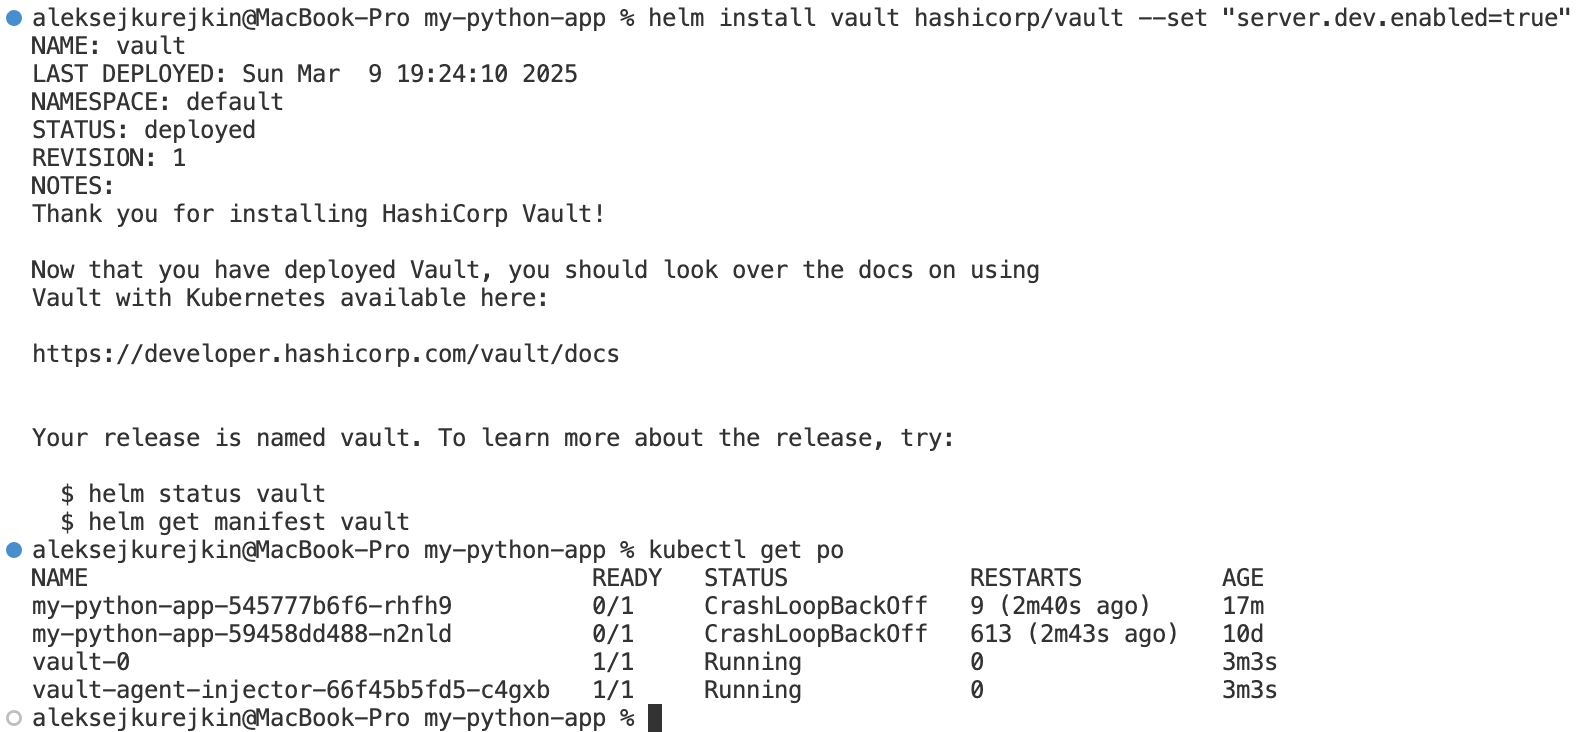 aleksejkurejkin@MacBook-Pro my-python-app % helm install vault hashicorp/vault --set "server.dev.enabled=true"
NAME: vault
LAST DEPLOYED: Sun Mar  9 19:24:10 2025
NAMESPACE: default
STATUS: deployed
REVISION: 1
NOTES:
Thank you for installing HashiCorp Vault!
Now that you have deployed Vault, you should look over the docs on using
Vault with Kubernetes available here:
https://developer.hashicorp.com/vault/docs
Your release is named vault. To learn more about the release, try:
  $ helm status vault
  $ helm get manifest vault
aleksejkurejkin@MacBook-Pro my-python-app % kubectl get po
NAME                                    READY   STATUS             RESTARTS          AGE
my-python-app-545777b6f6-rhfh9          0/1     CrashLoopBackOff   9 (2m40s ago)     17m
my-python-app-59458dd488-n2nld          0/1     CrashLoopBackOff   613 (2m43s ago)   10d
vault-0                                 1/1     Running            0                 3m3s
vault-agent-injector-66f45b5fd5-c4gxb   1/1     Running            0                 3m3s
aleksejkurejkin@MacBook-Pro my-python-app %